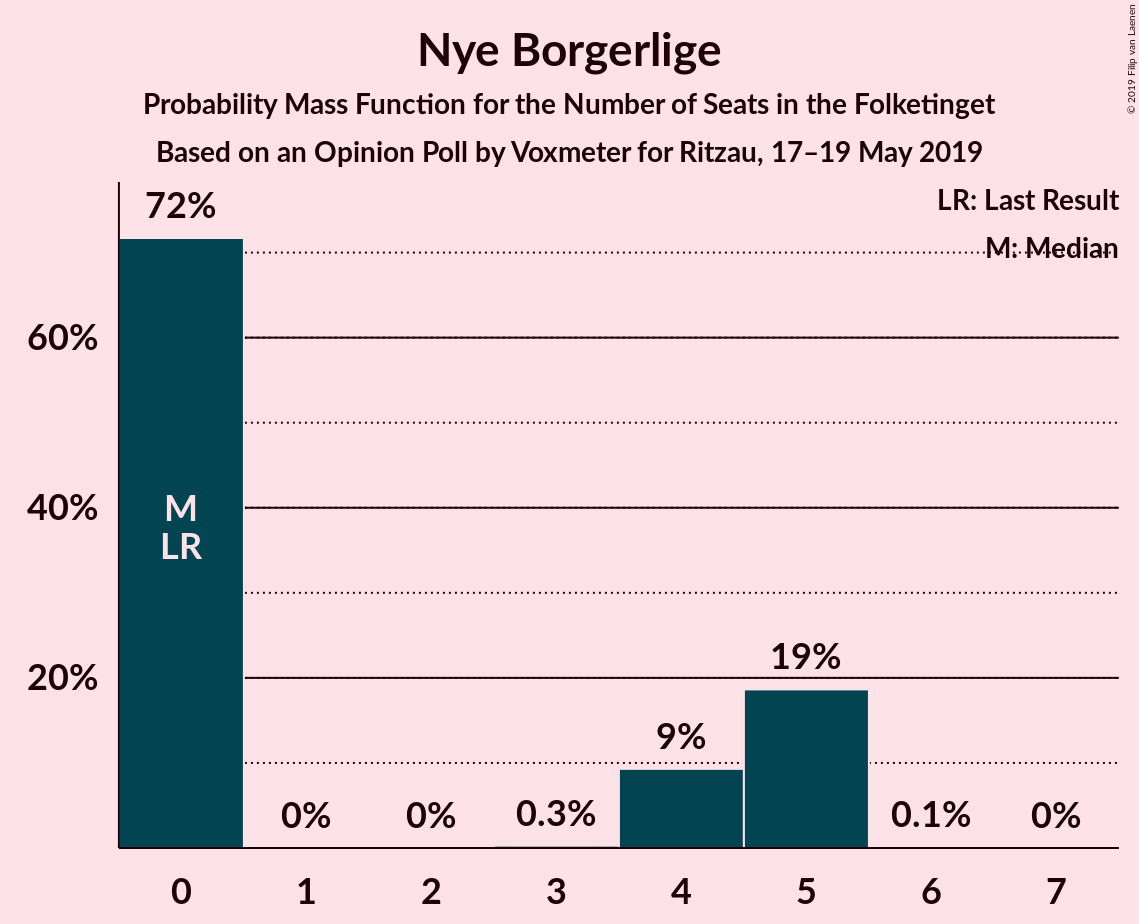 Nye Borgerlige
Probability Mass Function for the Number of Seats in the Folketinget
Based on an Opinion Poll by Voxmeter for Ritzau, 17–19 May 2019
© 2019 Filip van Laenen
LR: Last Result
M: Median
72%
60%
40%
20%
M
LR
0%
0%
0.3%
9%
19%
0.1%
0%
0 1 2 3 4 5 6 7